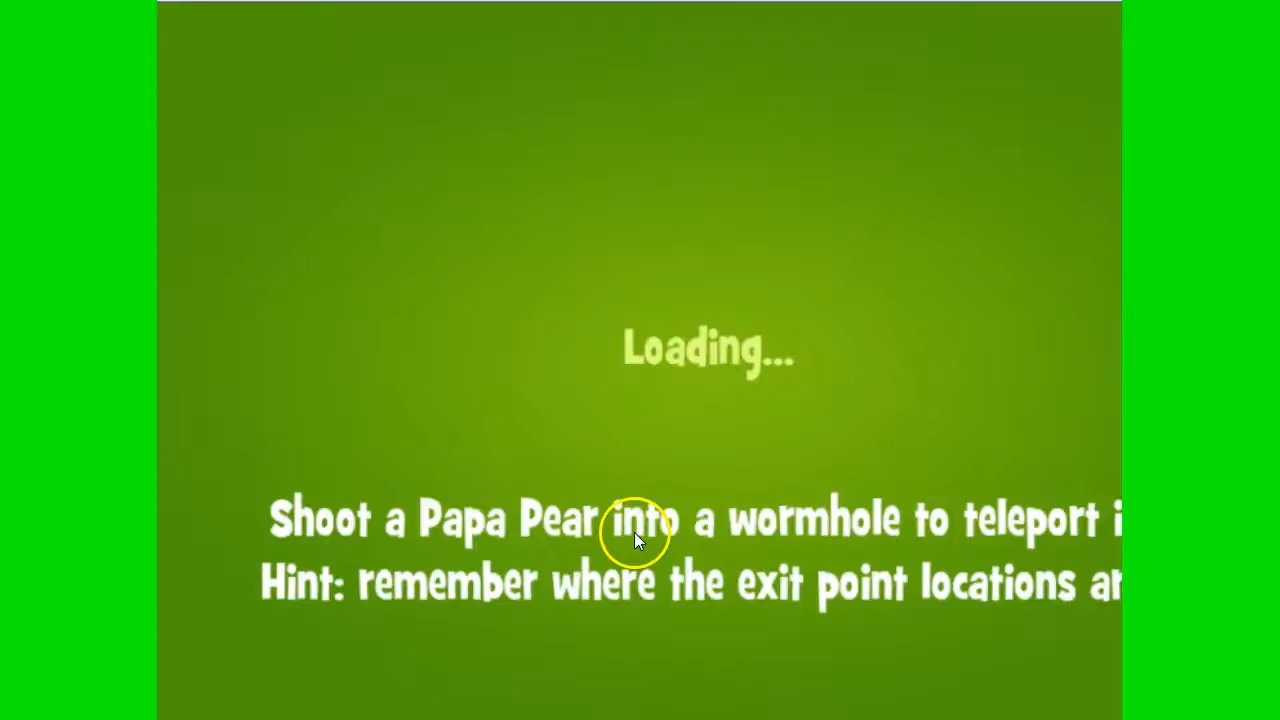 Loading...
Shoot a Papa Pear into a wormhole to teleport
Hint: remember where the exit point locations